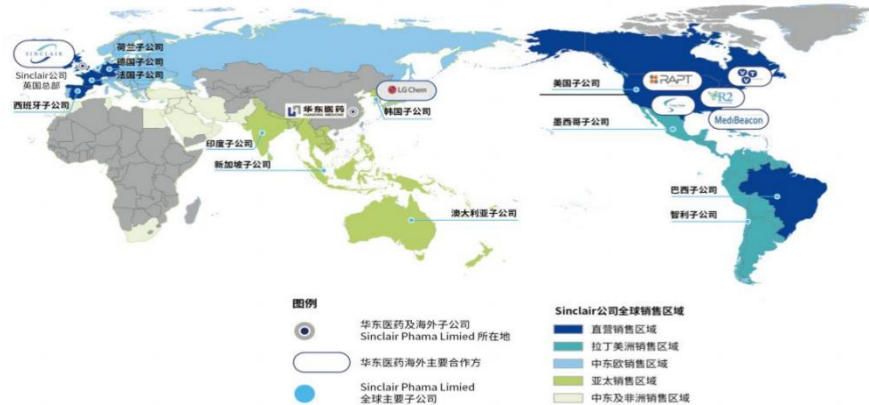 SINCLAIR
Sinclair公司
英国总部
荷兰子公司
德国子公司
法国子公司
西班牙子公司
华东医药
HUADONG MEDICINE
LG Chem
韩国子公司
印度子公司
新加坡子公司
澳大利亚子公司
美国子公司
墨西哥子公司
RAPT
VTV
R2
MediBeacon
巴西子公司
智利子公司
图例
华东医药及海外子公司
Sinclair Phama Limied 所在地
华东医药海外主要合作方
Sinclair Phama Limied
全球主要子公司
Sinclair公司全球销售区域
直营销售区域
拉丁美洲销售区域
中东欧销售区域
亚太销售区域
中东及非洲销售区域